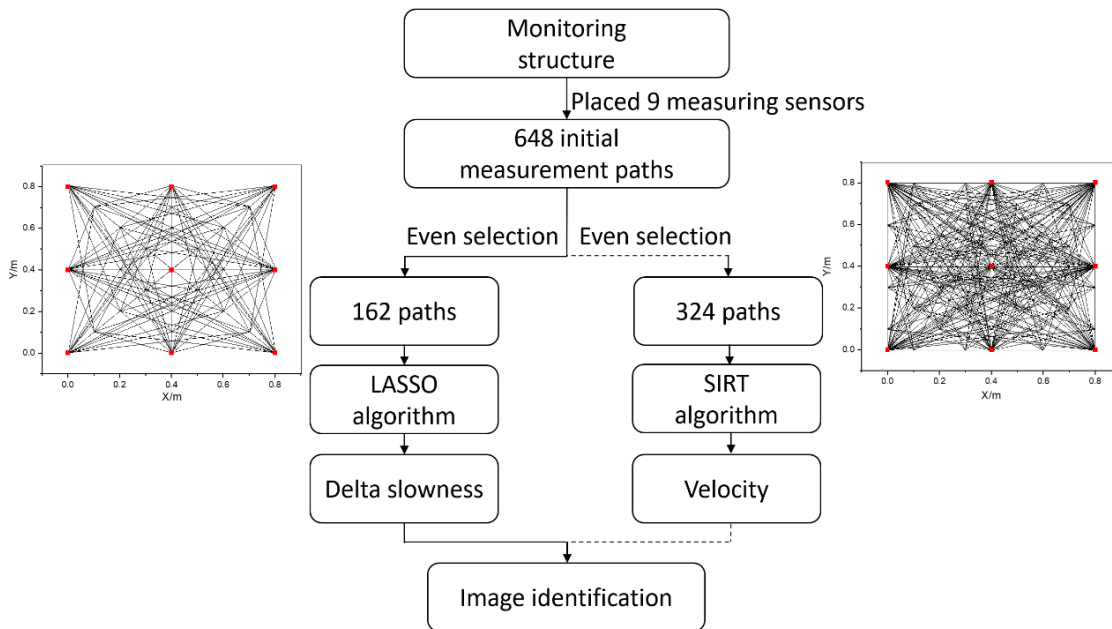 Monitoring
structure
Placed 9 measuring sensors
648 initial
measurement paths
Even selection
Even selection
162 paths
324 paths
LASSO
algorithm
SIRT
algorithm
Delta slowness
Velocity
Image identification
0.8
0.6
0.4
0.2
0.0
Y/m
0.0 0.2 0.4 0.6 0.8
X/m
0.8
0.6
0.4
0.2
0.0
Y/m
0.0 0.2 0.4 0.6 0.8
X/m